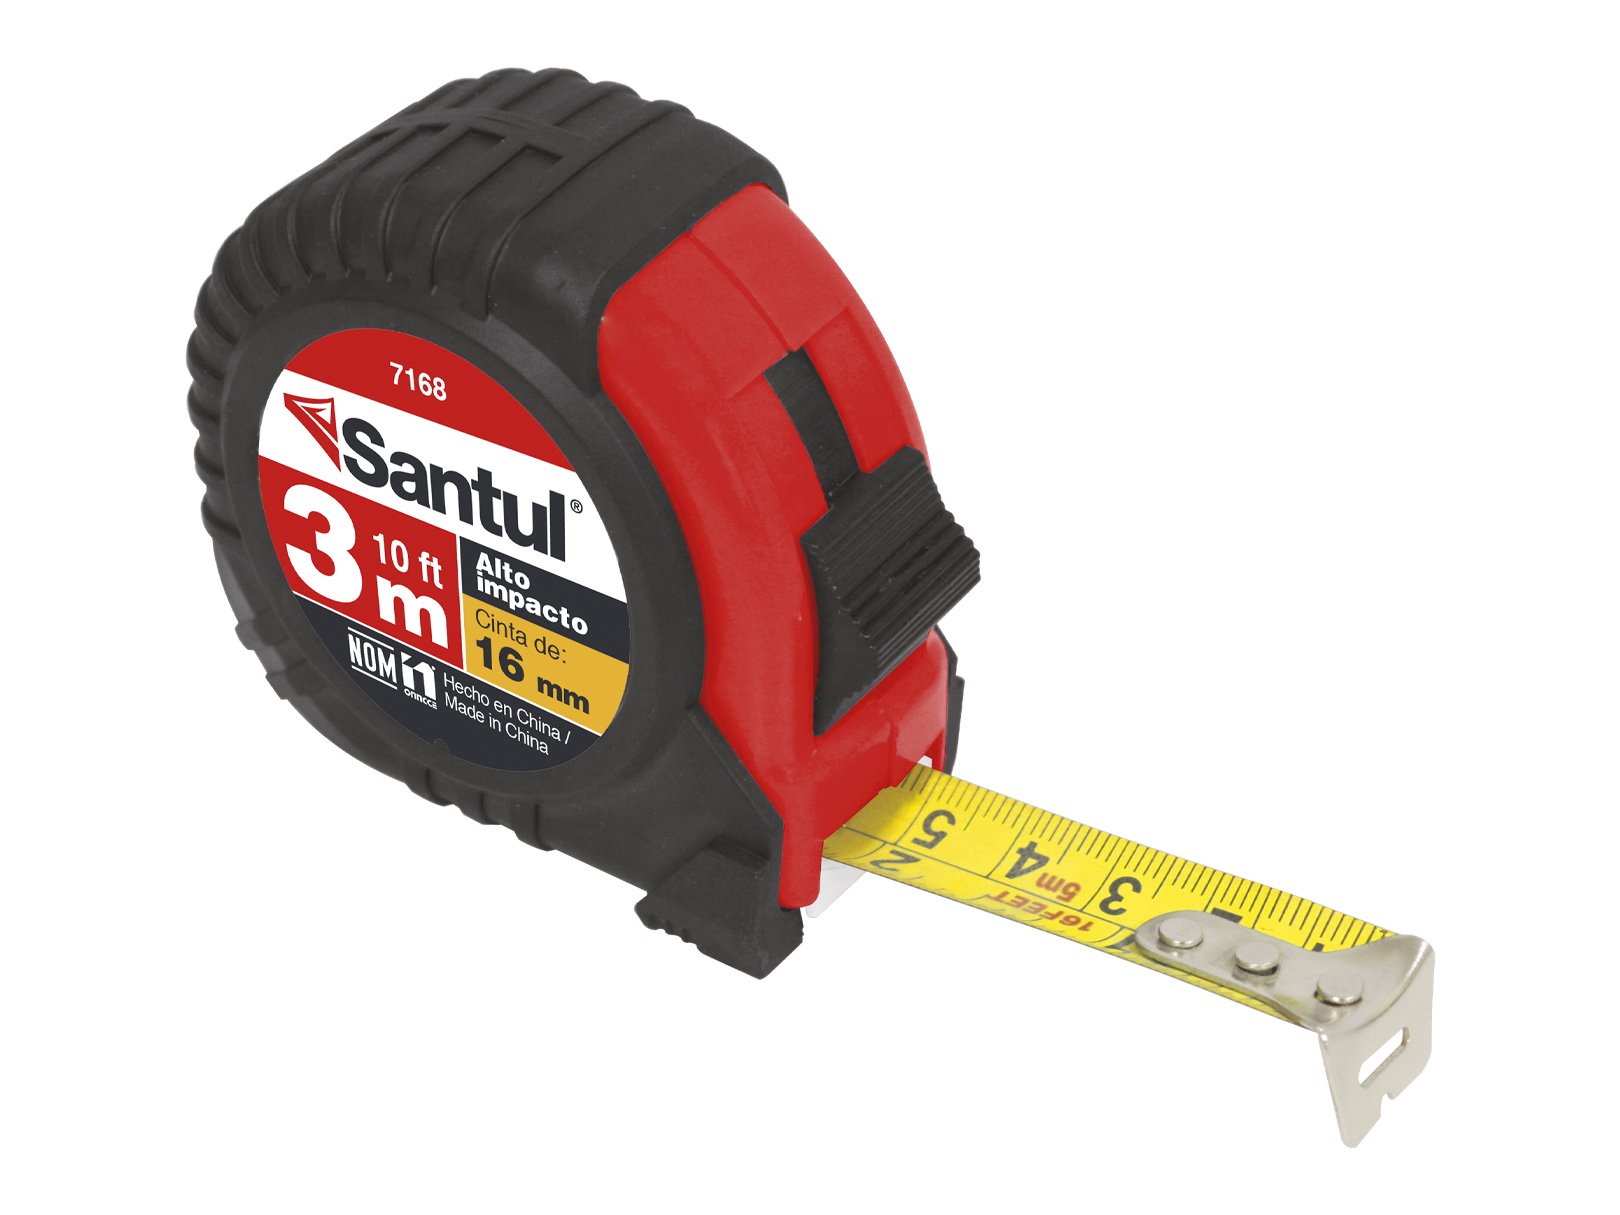 7168
Santul®
3 m
10 ft
Alto
impacto
Cinta de:
16 mm
NOM
onncce
Hecho en China /
Made in China
5
4
3
2
5m
16FEET